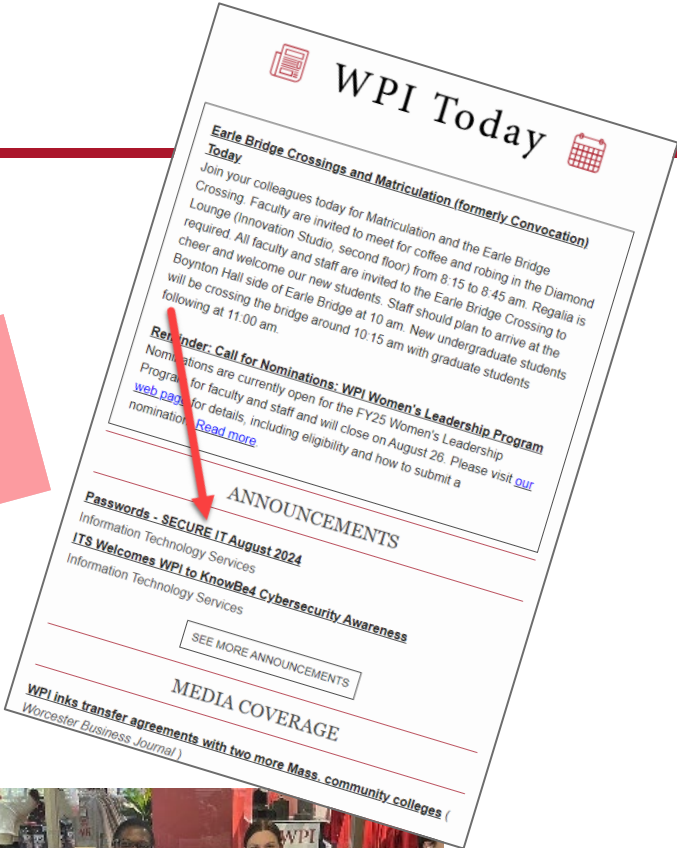 WPI Today
Earle Bridge Crossings and Matriculation (formerly Convocation)
Today
Join your colleagues today for Matriculation and the Earle Bridge
Crossing. Faculty are invited to meet for coffee and robing in the Diamond
Lounge (Innovation Studio, second floor) from 8:15 to 8:45 am. Regalia is
required. All faculty and staff are invited to the Earle Bridge Crossing to
cheer and welcome our new students. Staff should plan to arrive at the
Boynton Hall side of Earle Bridge at 10 am. New undergraduate students
will be crossing the bridge around 10:15 am with graduate students
following at 11:00 am.
Reminder: Call for Nominations: WPI Women's Leadership Program
Nominations are currently open for the FY25 Women's Leadership
Program for faculty and staff and will close on August 26. Please visit our
web page for details, including eligibility and how to submit a
nomination. Read more.
ANNOUNCEMENTS
Passwords - SECURE IT August 2024
Information Technology Services
ITS Welcomes WPI to KnowBe4 Cybersecurity Awareness
Information Technology Services
SEE MORE ANNOUNCEMENTS
MEDIA COVERAGE
WPI inks transfer agreements with two more Mass. community colleges (
Worcester Business Journal )
WPI